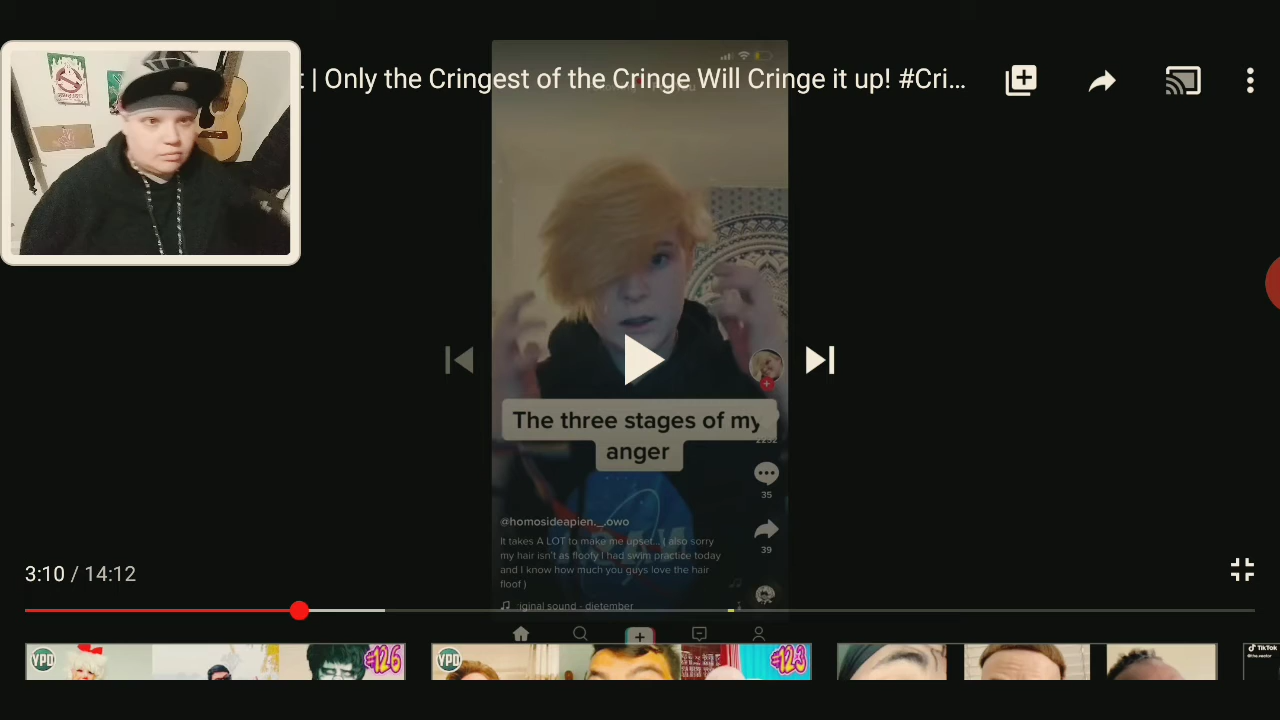 | Only the Cringest of the Cringe Will Cringe it up! #Cri...
The three stages of my
anger
2252
35
@homosideapien._.owo
39
It takes A LOT to make me upset... ( also sorry
my hair isn't as floofy I had swim practice today
and I know how much you guys love the hair
floof )
iginal sound - dietember
3:10 / 14:12
YPD
#126
YPD
#123
TikTok